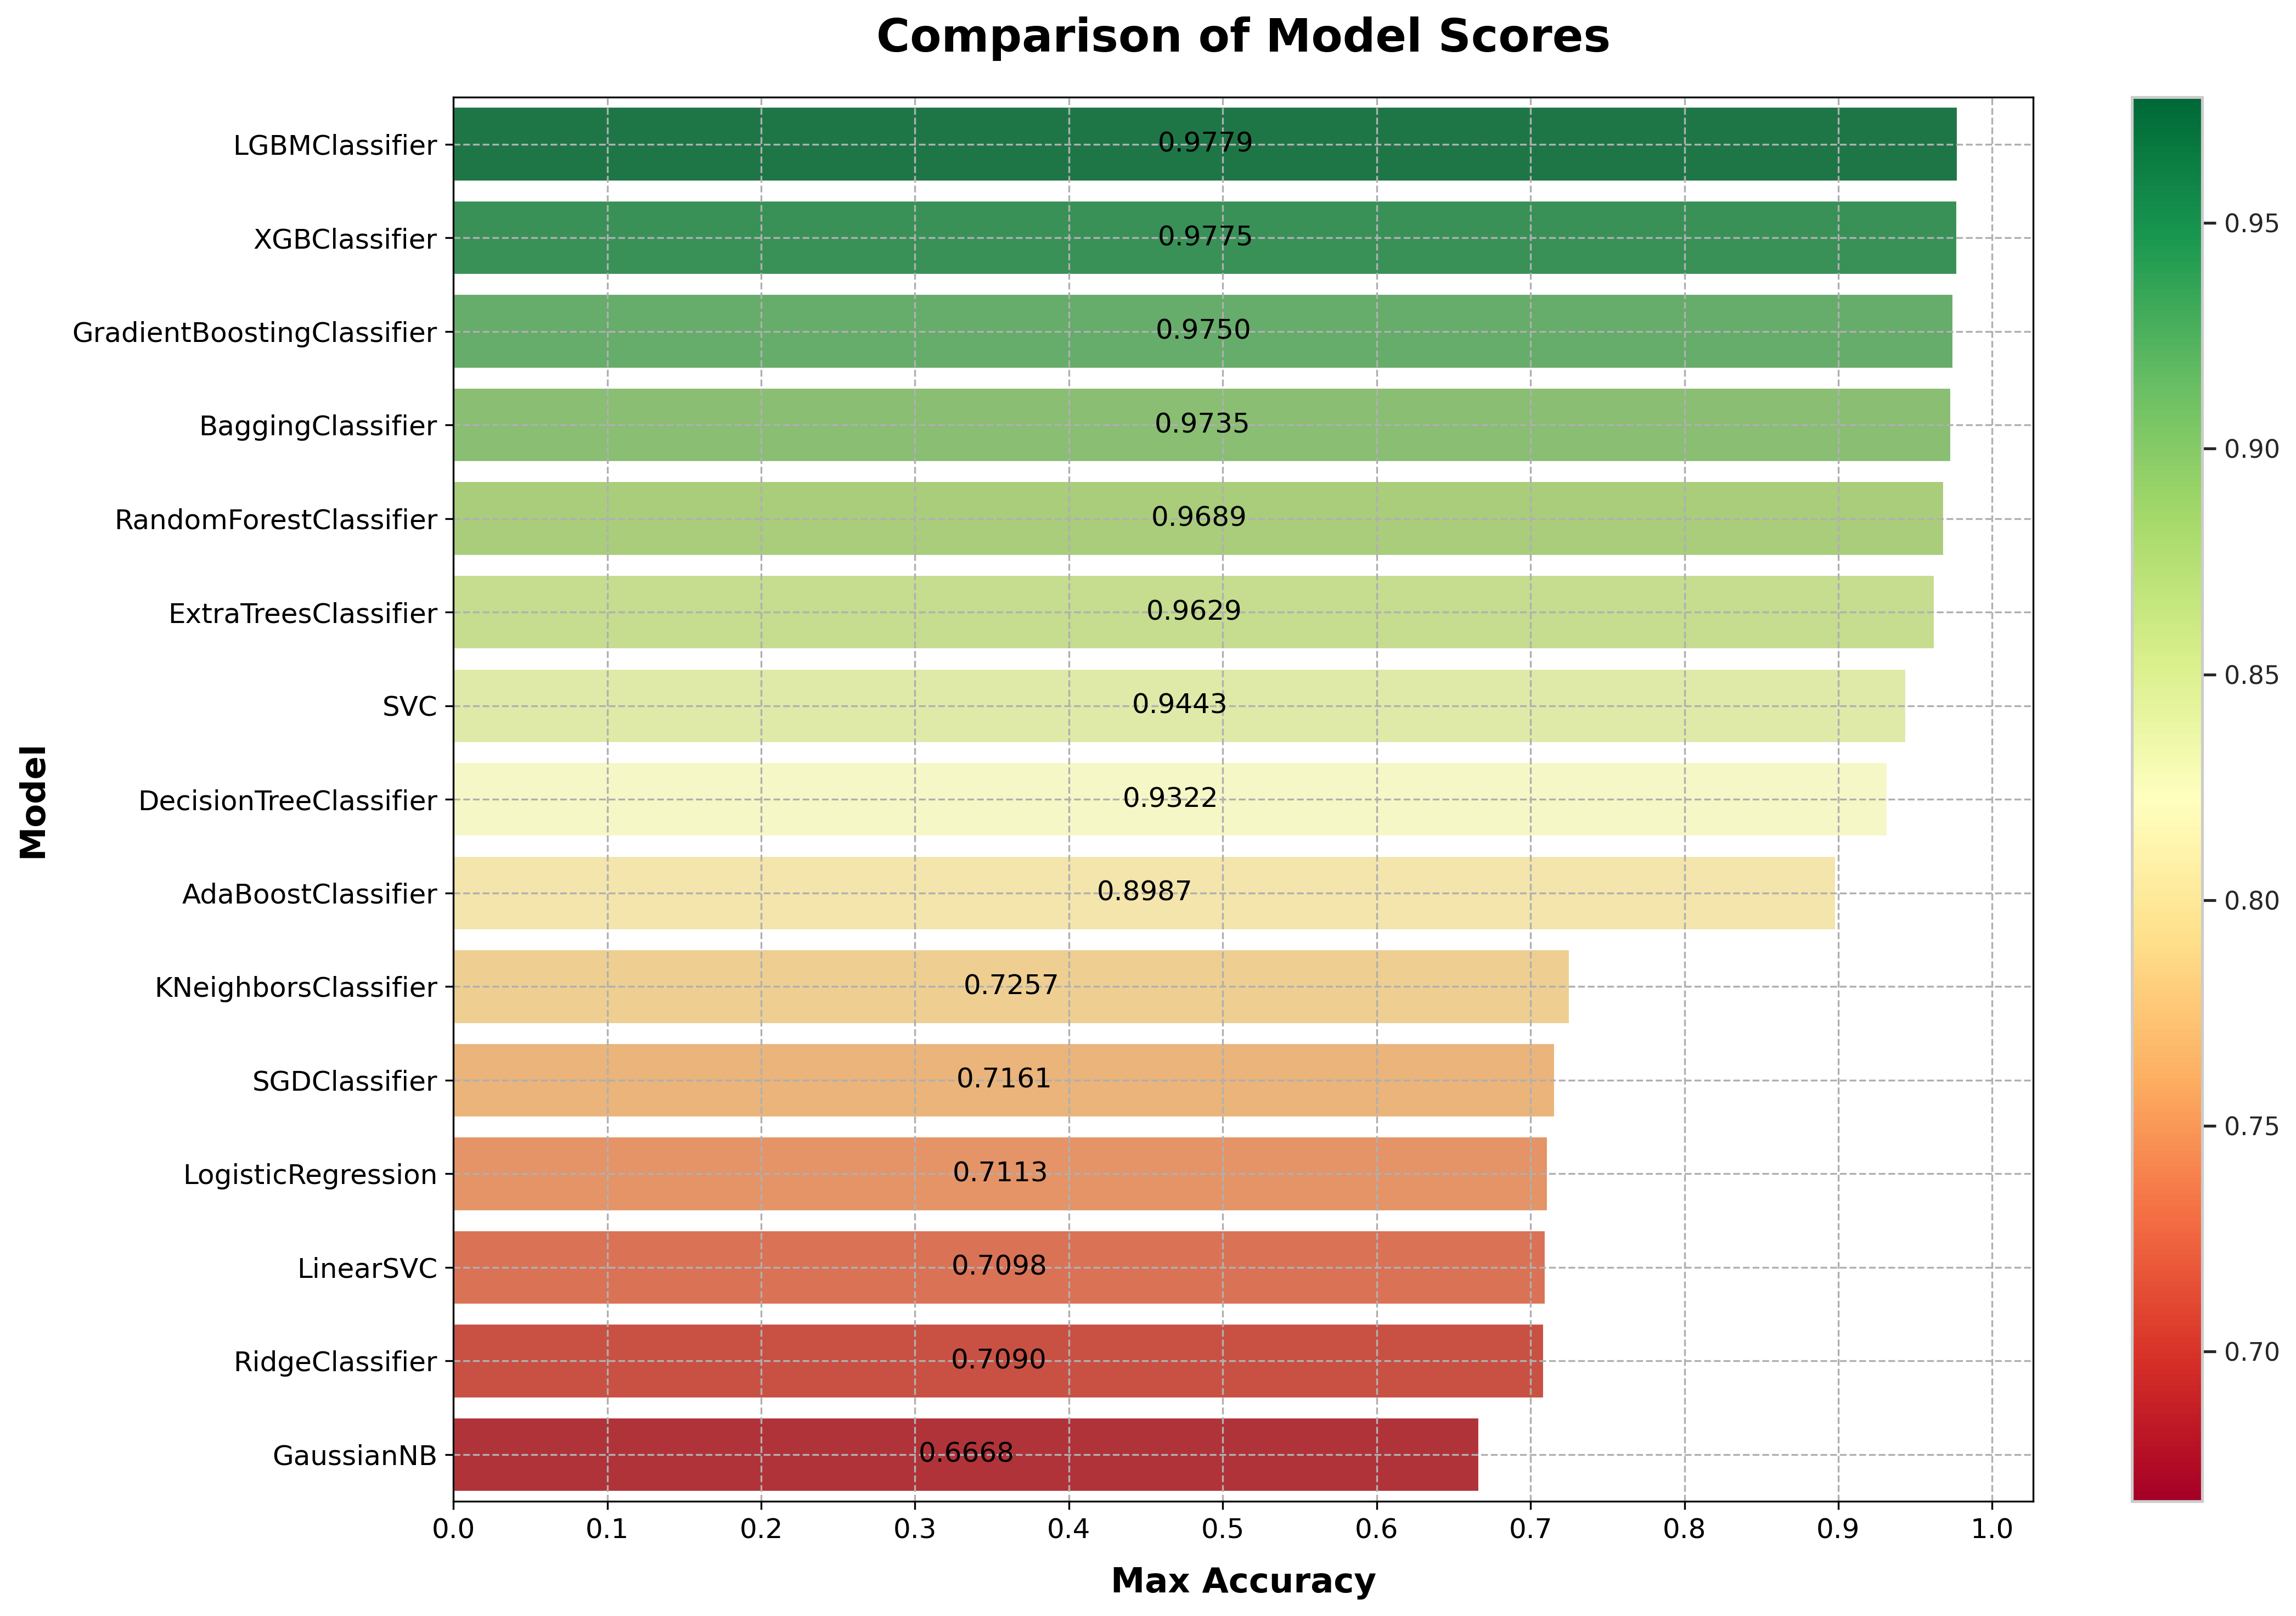 Comparison of Model Scores
Model
LGBMClassifier 0.9779
XGBClassifier 0.9775
GradientBoostingClassifier 0.9750
BaggingClassifier 0.9735
RandomForestClassifier 0.9689
ExtraTreesClassifier 0.9629
SVC 0.9443
DecisionTreeClassifier 0.9322
AdaBoostClassifier 0.8987
KNeighborsClassifier 0.7257
SGDClassifier 0.7161
LogisticRegression 0.7113
LinearSVC 0.7098
RidgeClassifier 0.7090
GaussianNB 0.6668
0.0 0.1 0.2 0.3 0.4 0.5 0.6 0.7 0.8 0.9 1.0
Max Accuracy
0.95
0.90
0.85
0.80
0.75
0.70